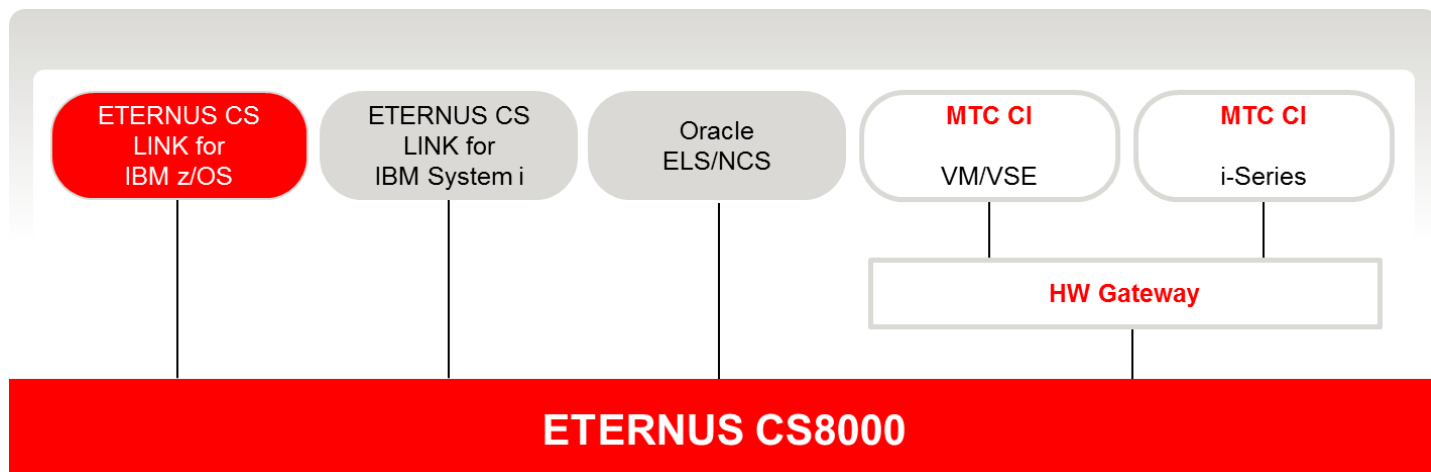 ETERNUS CS
LINK for
IBM z/OS
ETERNUS CS
LINK for
IBM System i
Oracle
ELS/NCS
MTC CI
VM/VSE
MTC CI
i-Series
HW Gateway
ETERNUS CS8000